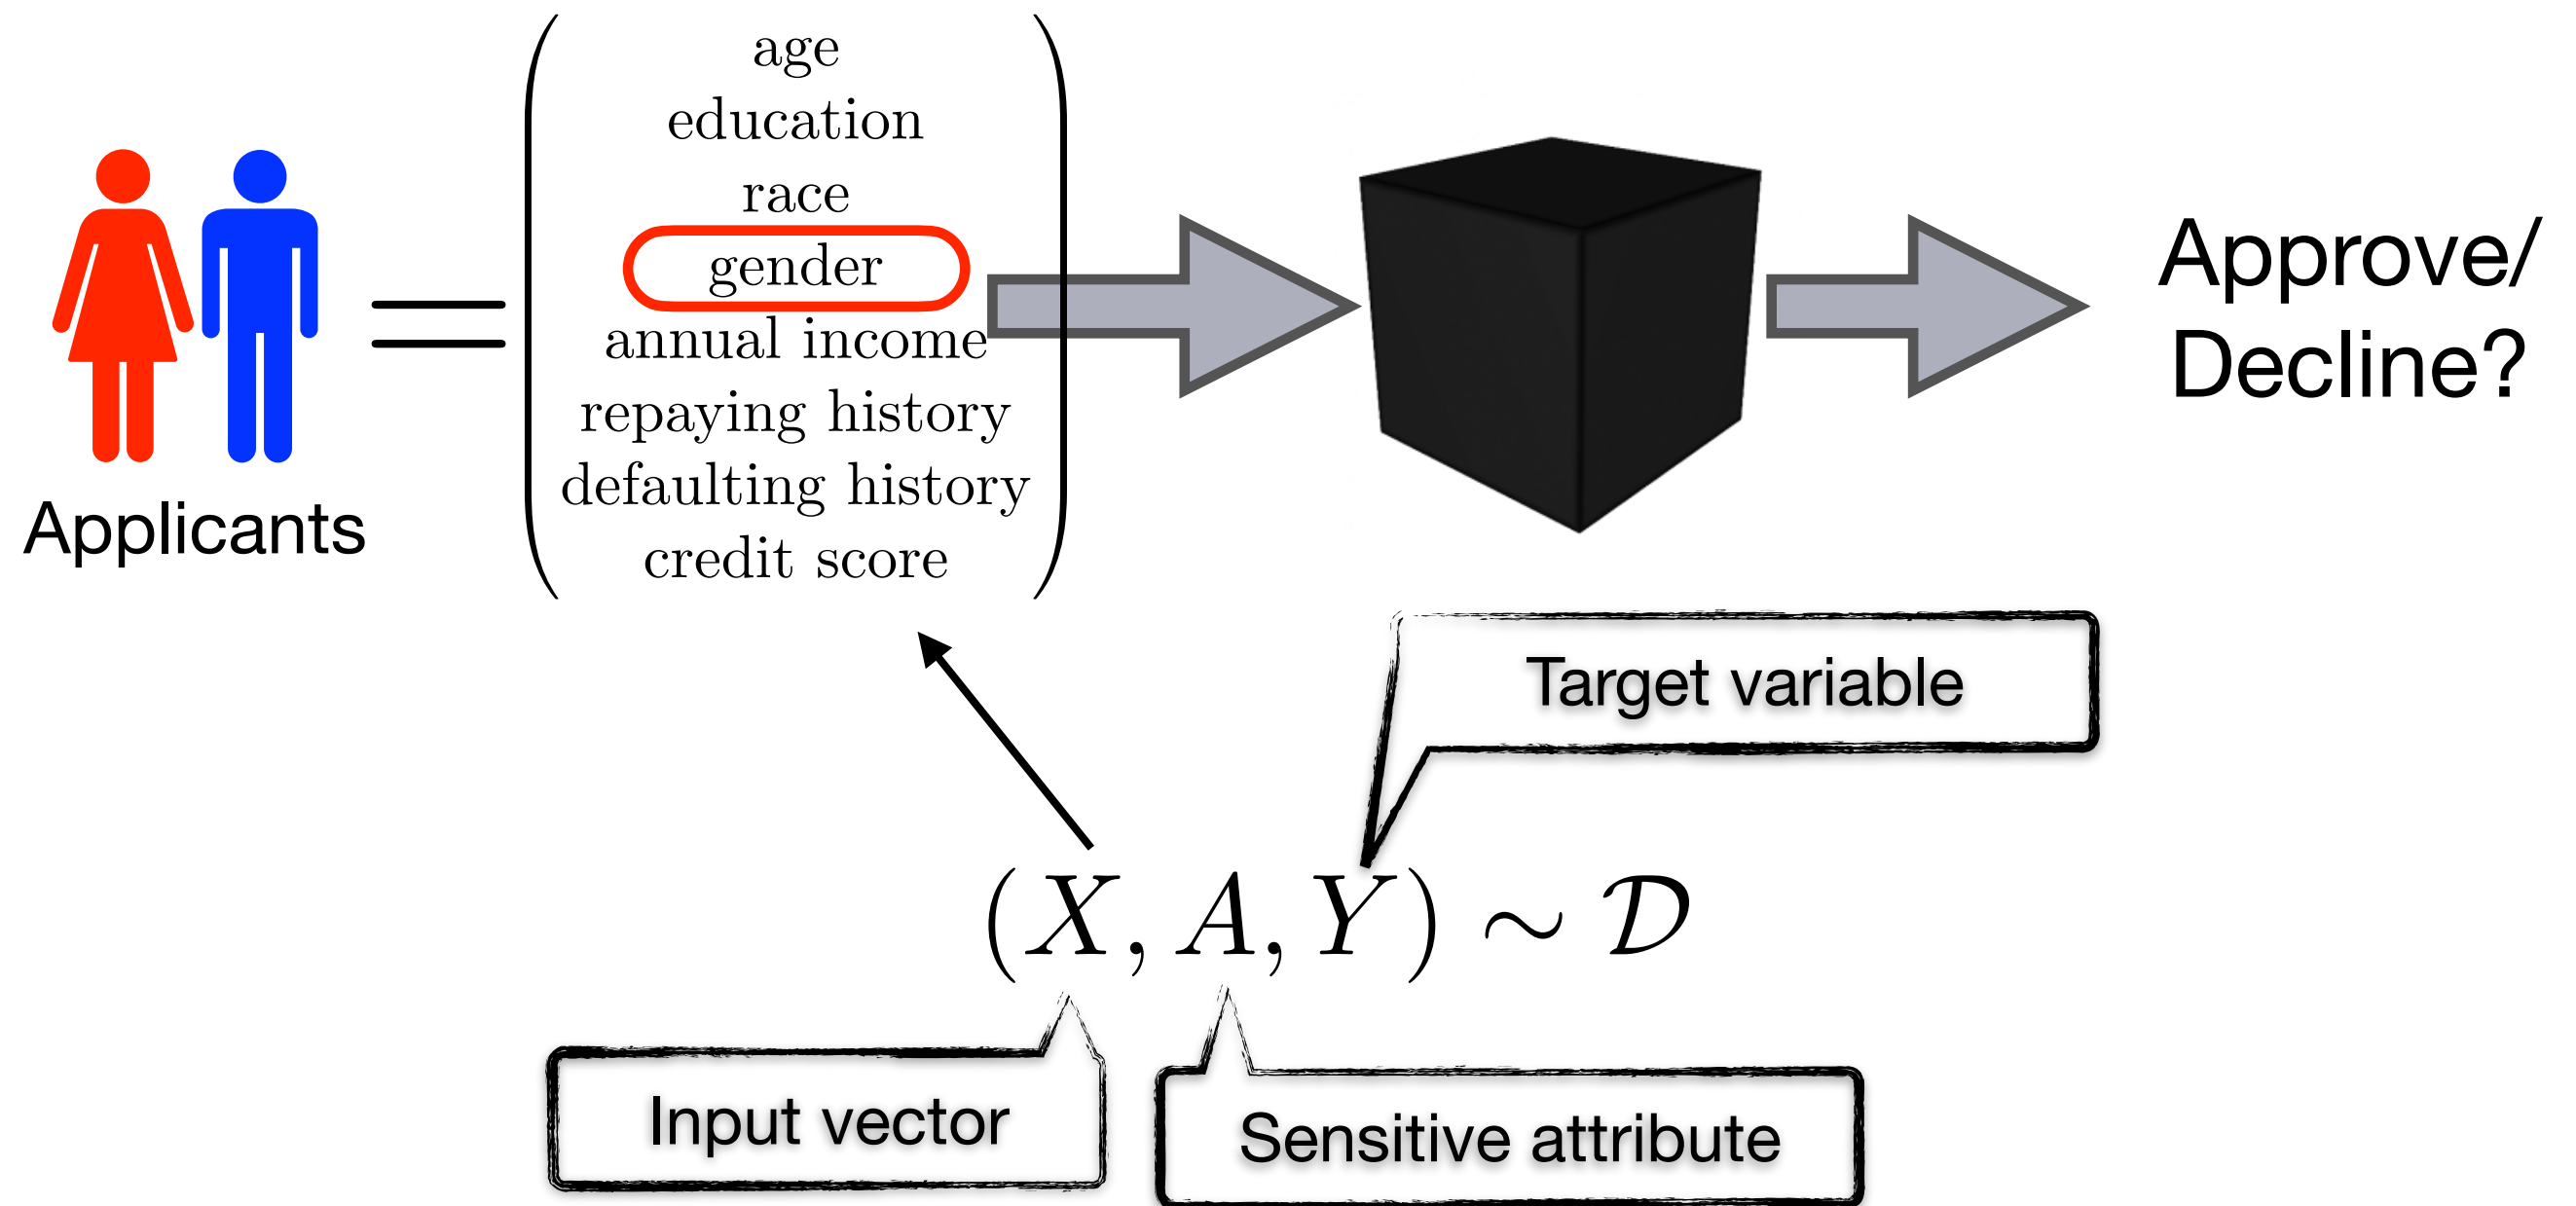 age
education
race
gender
annual income
repaying history
defaulting history
credit score
Applicants
=
Approve/
Decline?
Target variable
(X, A, Y) ∼ 𝒟
Input vector
Sensitive attribute